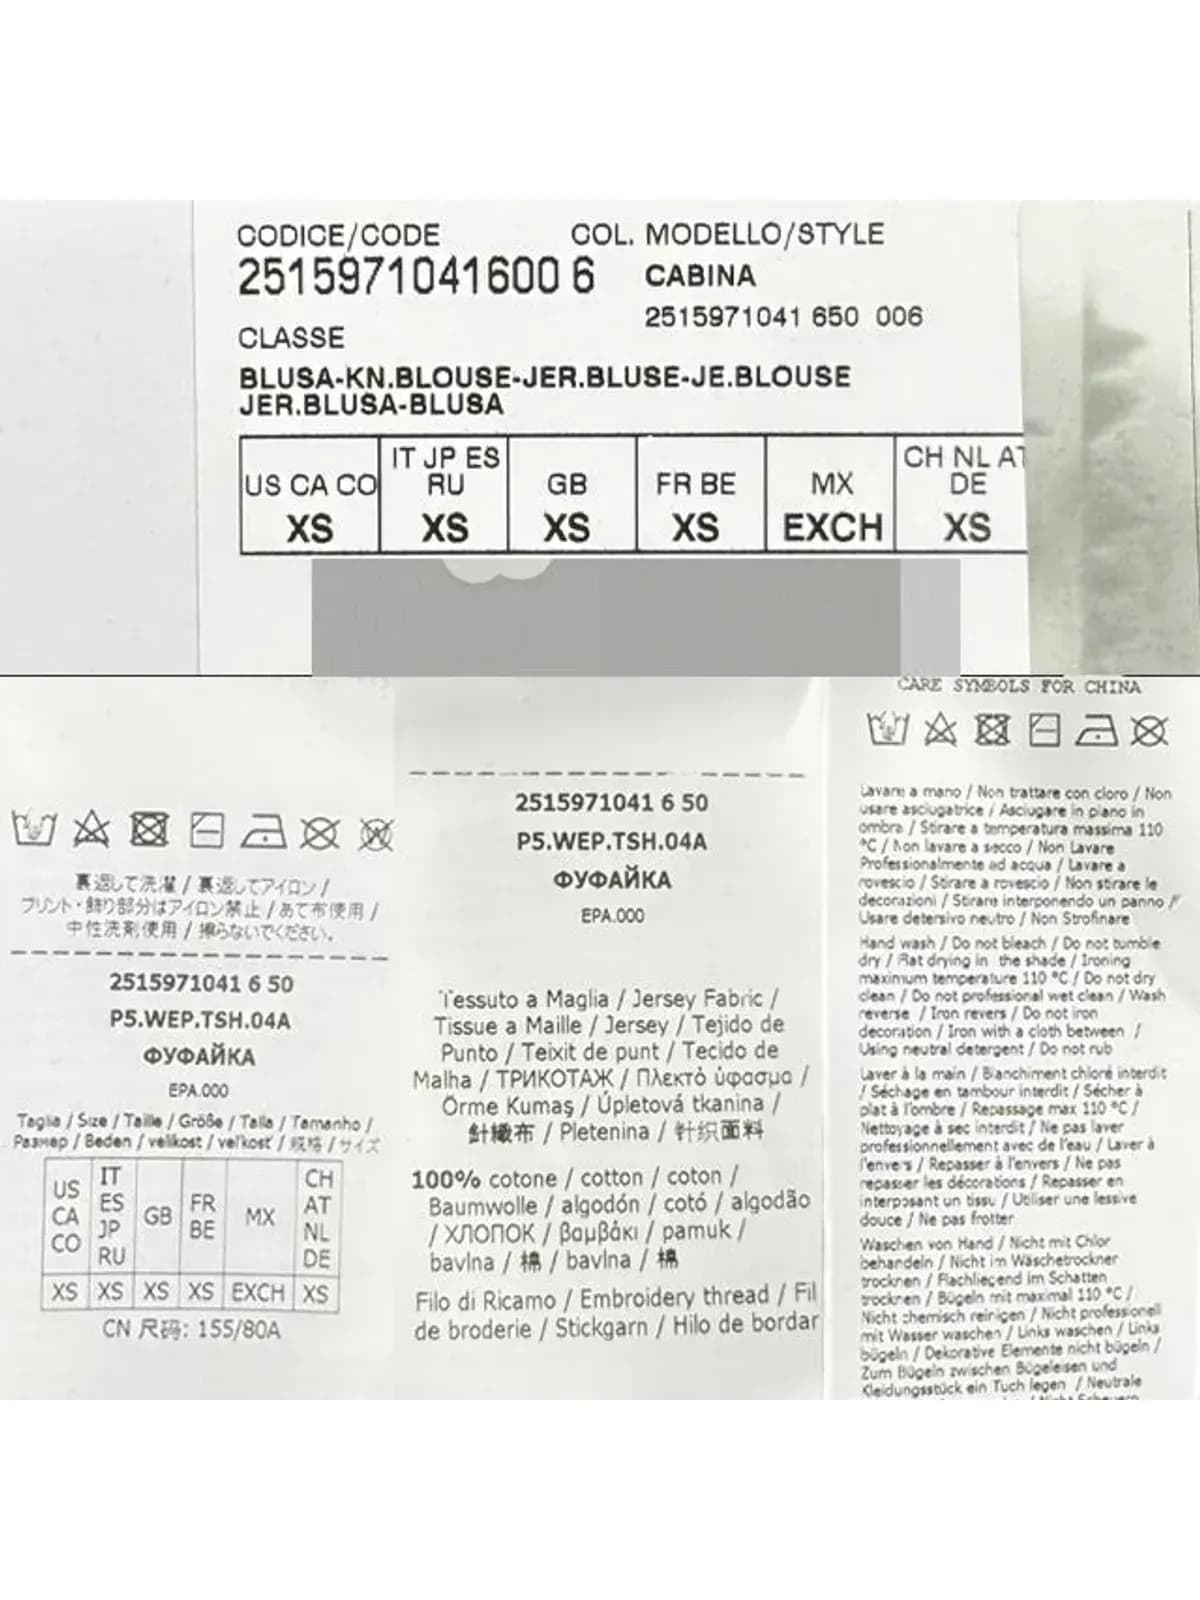 CODICE/CODE COL. MODELLO/STYLE
2515971041600 6 CABINA
2515971041 650 006
CLASSE
BLUSA-KN.BLOUSE-JER.BLUSE-JE.BLOUSE
JER.BLUSA-BLUSA
US CA CO IT JP ES RU GB FR BE MX CH NL AT DE
XS XS XS XS EXCH XS
裏返して洗濯 / 裏返してアイロン /
プリント・飾り部分はアイロン禁止 / あて布使用 /
中性洗剤使用 / 擦らないでください。
2515971041 6 50
P5.WEP.TSH.04A
ФУФАЙКА
EPA.000
Taglia / Size / Taille / Größe / Talla / Tamanho /
Размер / Beden / velikost / veľkosť / 规格 / サイズ
US CA CO IT ES JP RU GB FR BE MX CH AT NL DE
XS XS XS XS EXCH XS
CN 尺码: 155/80A
2515971041 6 50
P5.WEP.TSH.04A
ФУФАЙКА
EPA.000
Tessuto a Maglia / Jersey Fabric /
Tissue a Maille / Jersey / Tejido de
Punto / Teixit de punt / Tecido de
Malha / ТРИКОТАЖ / Πλεκτό ύφασμα /
Örme Kumaş / Úpletová tkanina /
針織布 / Pletenina / 针织面料
100% cotone / cotton / coton /
Baumwolle / algodón / cotó / algodão
/ ХЛОПОК / βαμβάκι / pamuk /
bavlna / 棉 / bavlna / 棉
Filo di Ricamo / Embroidery thread / Fil
de broderie / Stickgarn / Hilo de bordar
CARE SYMBOLS FOR CHINA
Lavare a mano / Non trattare con cloro / Non
usare asciugatrice / Asciugare in piano in
ombra / Stirare a temperatura massima 110
°C / Non lavare a secco / Non Lavare
Professionalmente ad acqua / Lavare a
rovescio / Stirare a rovescio / Non stirare le
decorazioni / Stirare interponendo un panno /
Usare detersivo neutro / Non Strofinare
Hand wash / Do not bleach / Do not tumble
dry / Flat drying in the shade / Ironing
maximum temperature 110 °C / Do not dry
clean / Do not professional wet clean / Wash
reverse / Iron revers / Do not iron
decoration / Iron with a cloth between /
Using neutral detergent / Do not rub
Laver à la main / Blanchiment chloré interdit
/ Séchage en tambour interdit / Sécher à
plat à l'ombre / Repassage max 110 °C /
Nettoyage à sec interdit / Ne pas laver
professionnellement avec de l'eau / Laver à
l'envers / Repasser à l'envers / Ne pas
repasser les décorations / Repasser en
interposant un tissu / Utiliser une lessive
douce / Ne pas frotter
Waschen von Hand / Nicht mit Chlor
behandeln / Nicht im Wäschetrockner
trocknen / Flachliegend im Schatten
trocknen / Bügeln mit maximal 110 °C /
Nicht chemisch reinigen / Nicht professionell
mit Wasser waschen / Links waschen / Links
bügeln / Dekorative Elemente nicht bügeln /
Zum Bügeln zwischen Bügeleisen und
Kleidungsstück ein Tuch legen / Neutrale